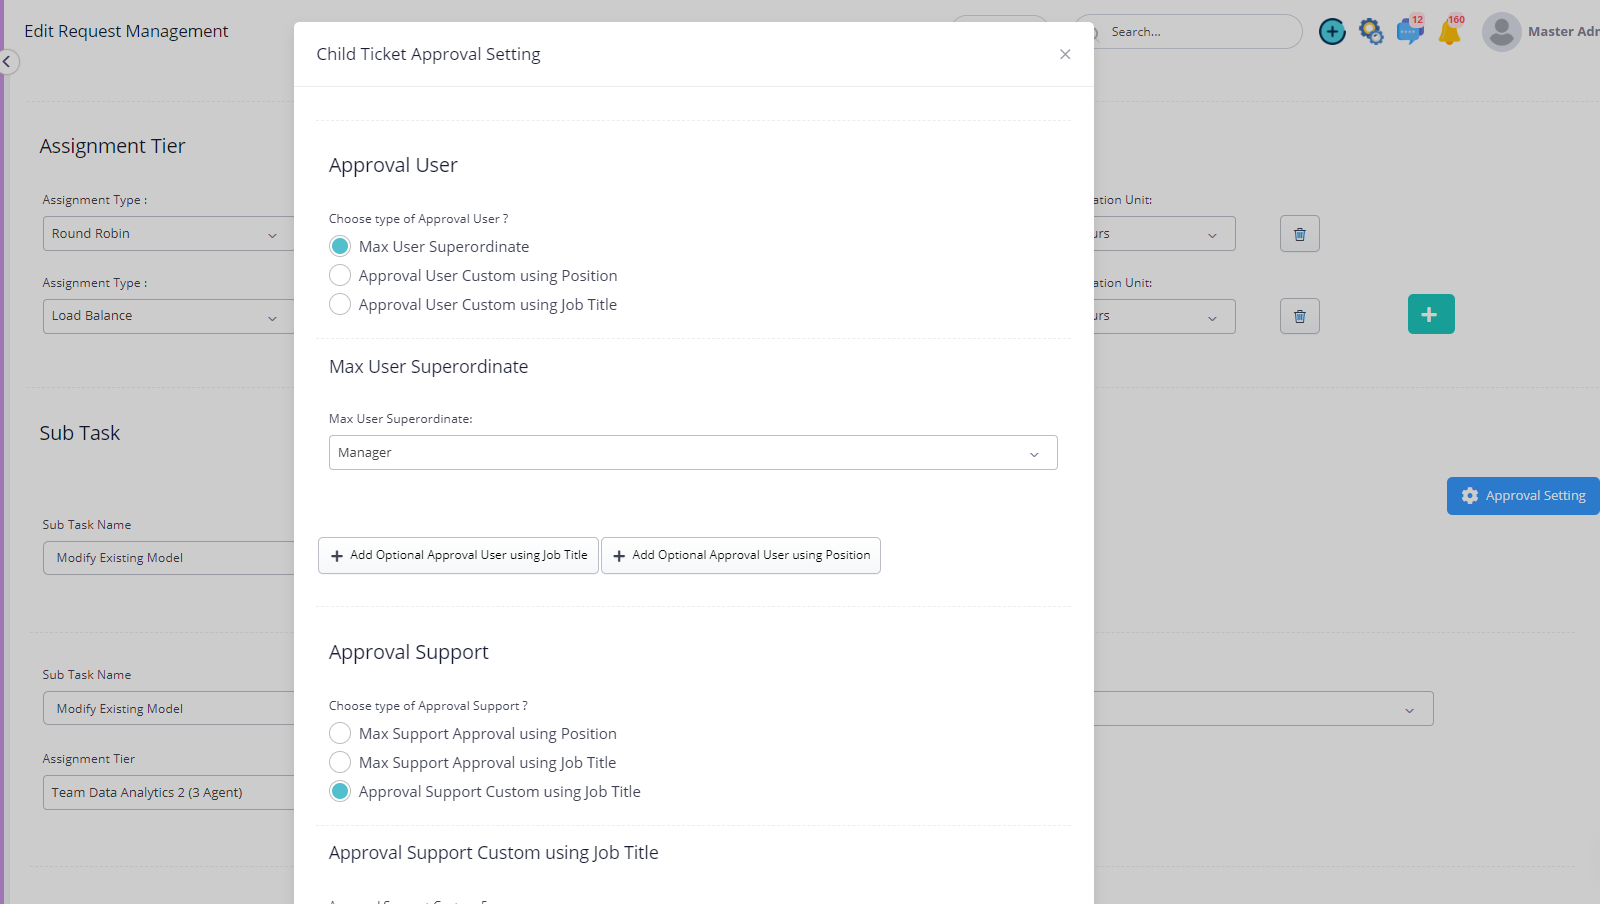 Edit Request Management
Search...
12
160
Master Adm
Child Ticket Approval Setting
Assignment Tier
Assignment Type :
ation Unit:
Round Robin
urs
Assignment Type :
ation Unit:
Load Balance
urs
Approval User
Choose type of Approval User ?
Max User Superordinate
Approval User Custom using Position
Approval User Custom using Job Title
Max User Superordinate
Max User Superordinate:
Manager
Add Optional Approval User using Job Title
Add Optional Approval User using Position
Sub Task
Approval Setting
Sub Task Name
Modify Existing Model
Sub Task Name
Modify Existing Model
Assignment Tier
Team Data Analytics 2 (3 Agent)
Approval Support
Choose type of Approval Support ?
Max Support Approval using Position
Max Support Approval using Job Title
Approval Support Custom using Job Title
Approval Support Custom using Job Title